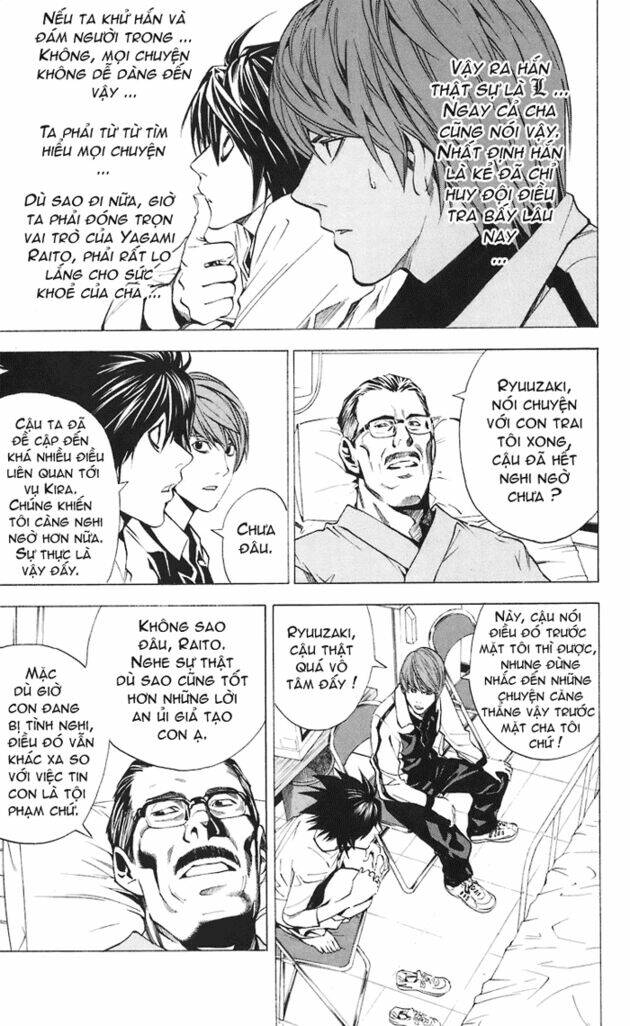 Vậy ra hắn
thật sự là L ...
Ngay cả cha
cũng nói vậy.
Nhất định hắn
là kẻ đã chỉ
huy đội điều
tra bấy lâu
nay
...
Nếu ta khử hắn và
đám người trong ...
Không, mọi chuyện
không dễ dàng đến
vậy ...
Ta phải từ từ tìm
hiểu mọi chuyện
...
Dù sao đi nữa, giờ
ta phải đóng trọn
vai trò của Yagami
Raito, phải rất lo
lắng cho sức
khoẻ của cha ...
Ryuuzaki,
nói chuyện
với con trai
tôi xong,
cậu đã hết
nghi ngờ
chưa ?
Chưa
đâu.
Cậu ta đã
đề cập đến
khá nhiều điều
liên quan tới
vụ Kira.
Chúng khiến
tôi càng nghi
ngờ hơn nữa.
Sự thực là
vậy đấy.
Này, cậu nói
điều đó trước
mặt tôi thì được,
nhưng đừng
nhắc đến những
chuyện căng
thẳng vậy trước
mặt cha tôi
chứ !
Ryuuzaki,
cậu thật
quá vô
tâm đấy !
Không sao
đâu, Raito.
Nghe sự thật
dù sao cũng tốt
hơn những lời
an ủi giả tạo
con ạ.
Mặc
dù giờ
con đang
bị tình nghi,
điều đó vẫn
khác xa so
với việc tin
con là tội
phạm chứ.